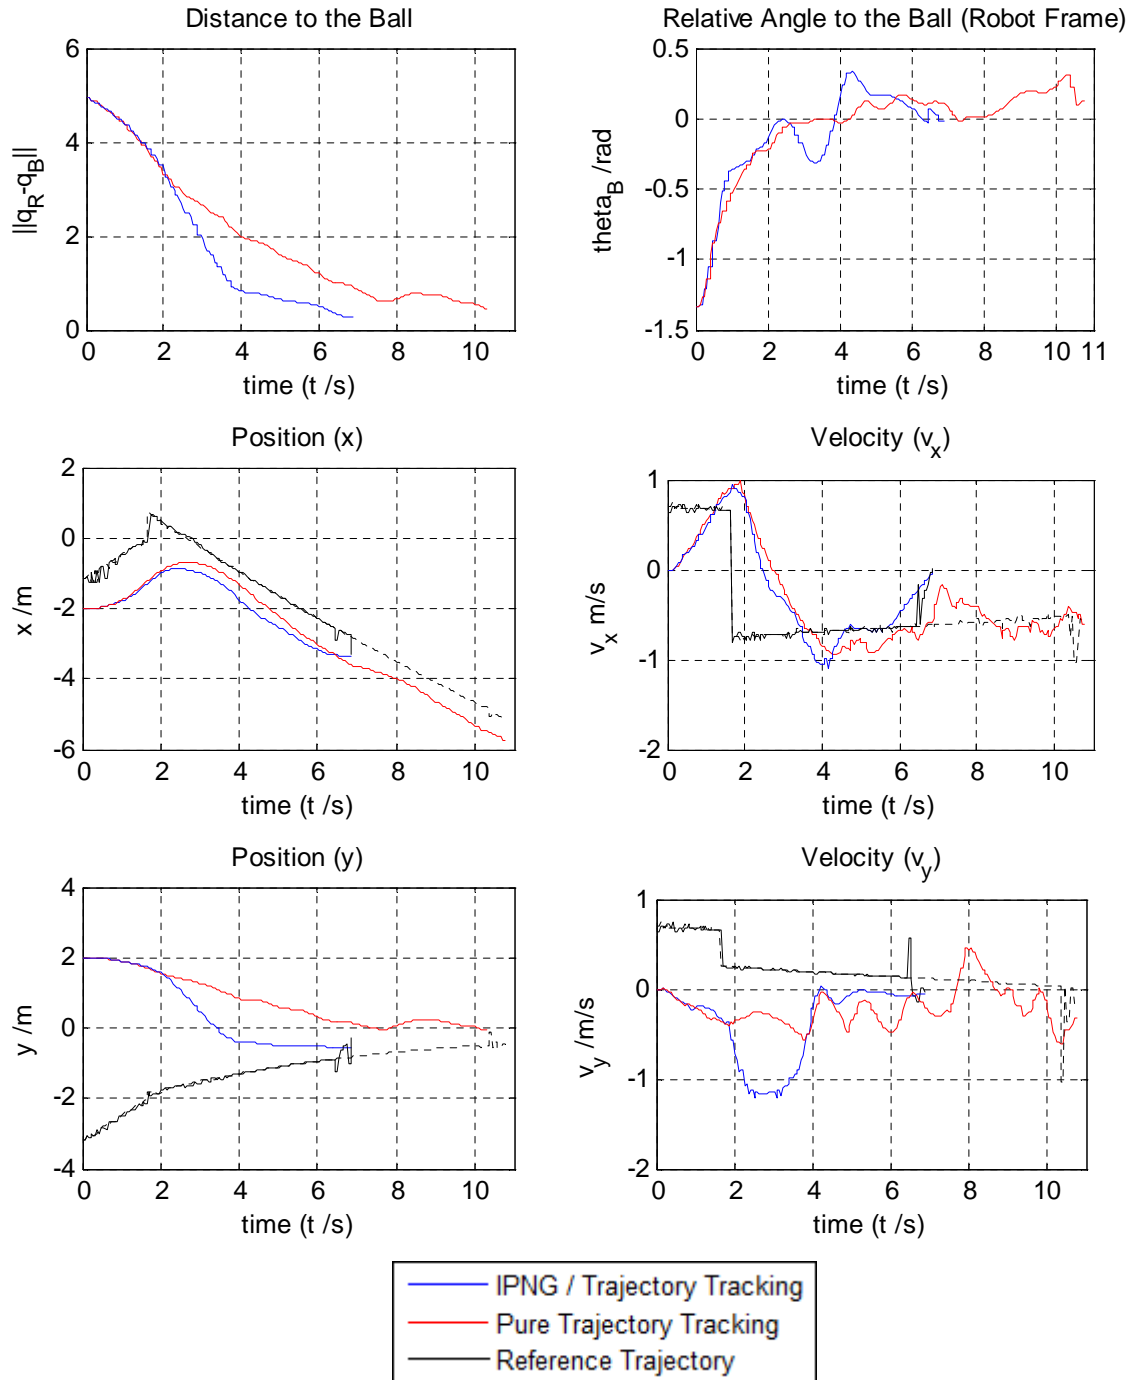 Distance to the Ball
Relative Angle to the Ball (Robot Frame)
6
4
2
0
||q_R-q_B||
0 2 4 6 8 10
time (t /s)
0.5
0
-0.5
-1
-1.5
theta_B /rad
0 2 4 6 8 10 11
time (t /s)
Position (x)
Velocity (v_x)
2
0
-2
-4
-6
x /m
0 2 4 6 8 10
time (t /s)
1
0
-1
-2
v_x m/s
0 2 4 6 8 10
time (t /s)
Position (y)
Velocity (v_y)
4
2
0
-2
-4
y /m
0 2 4 6 8 10
time (t /s)
1
0
-1
-2
v_y /m/s
0 2 4 6 8 10
time (t /s)
IPNG / Trajectory Tracking
Pure Trajectory Tracking
Reference Trajectory